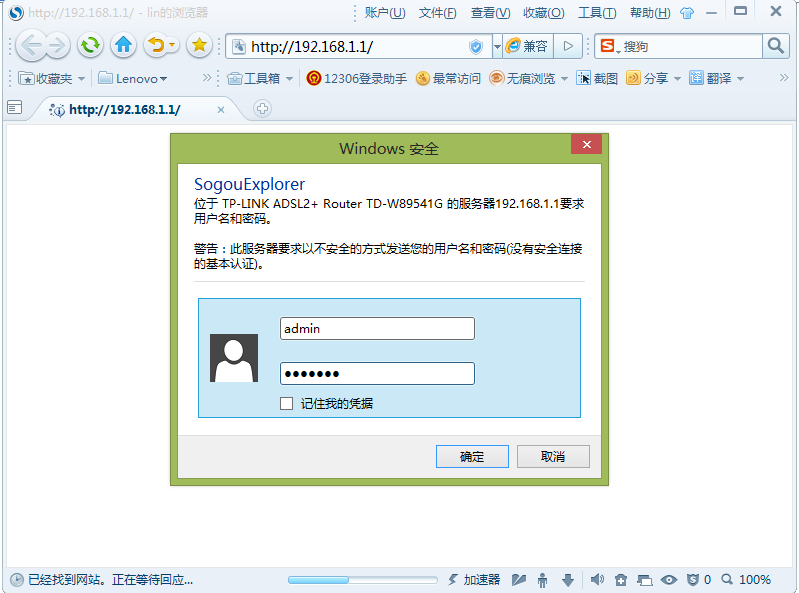 http://192.168.1.1/ - lin的浏览器
账户(U) 文件(F) 查看(V) 收藏(O) 工具(T) 帮助(H)
http://192.168.1.1/ 兼容 搜狗
收藏夹 Lenovo 工具箱 12306登录助手 最常访问 无痕浏览 截图 分享 翻译
http://192.168.1.1/
Windows 安全
SogouExplorer
位于 TP-LINK ADSL2+ Router TD-W89541G 的服务器192.168.1.1要求
用户名和密码。
警告：此服务器要求以不安全的方式发送您的用户名和密码(没有安全连接
的基本认证)。
admin
●●●●●●●
记住我的凭据
确定 取消
已经找到网站。正在等待回应... 加速器 0 100%